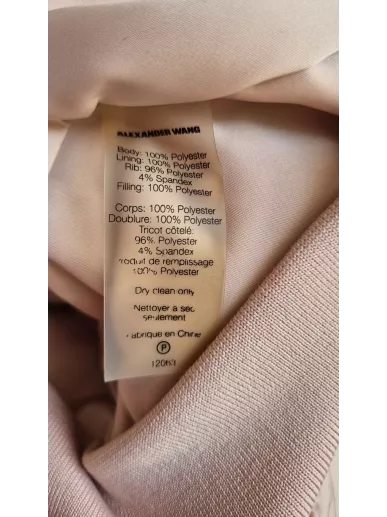 ALEXANDER WANG
Body: 100% Polyester
Lining: 100% Polyester
Rib: 96% Polyester
4% Spandex
Filling: 100% Polyester
Corps: 100% Polyester
Doublure: 100% Polyester
Tricot côtelé:
96% Polyester
4% Spandex
Produit de remplissage
100% Polyester
Dry clean only
Nettoyer à sec
seulement
Fabrique en Chine
P
12063